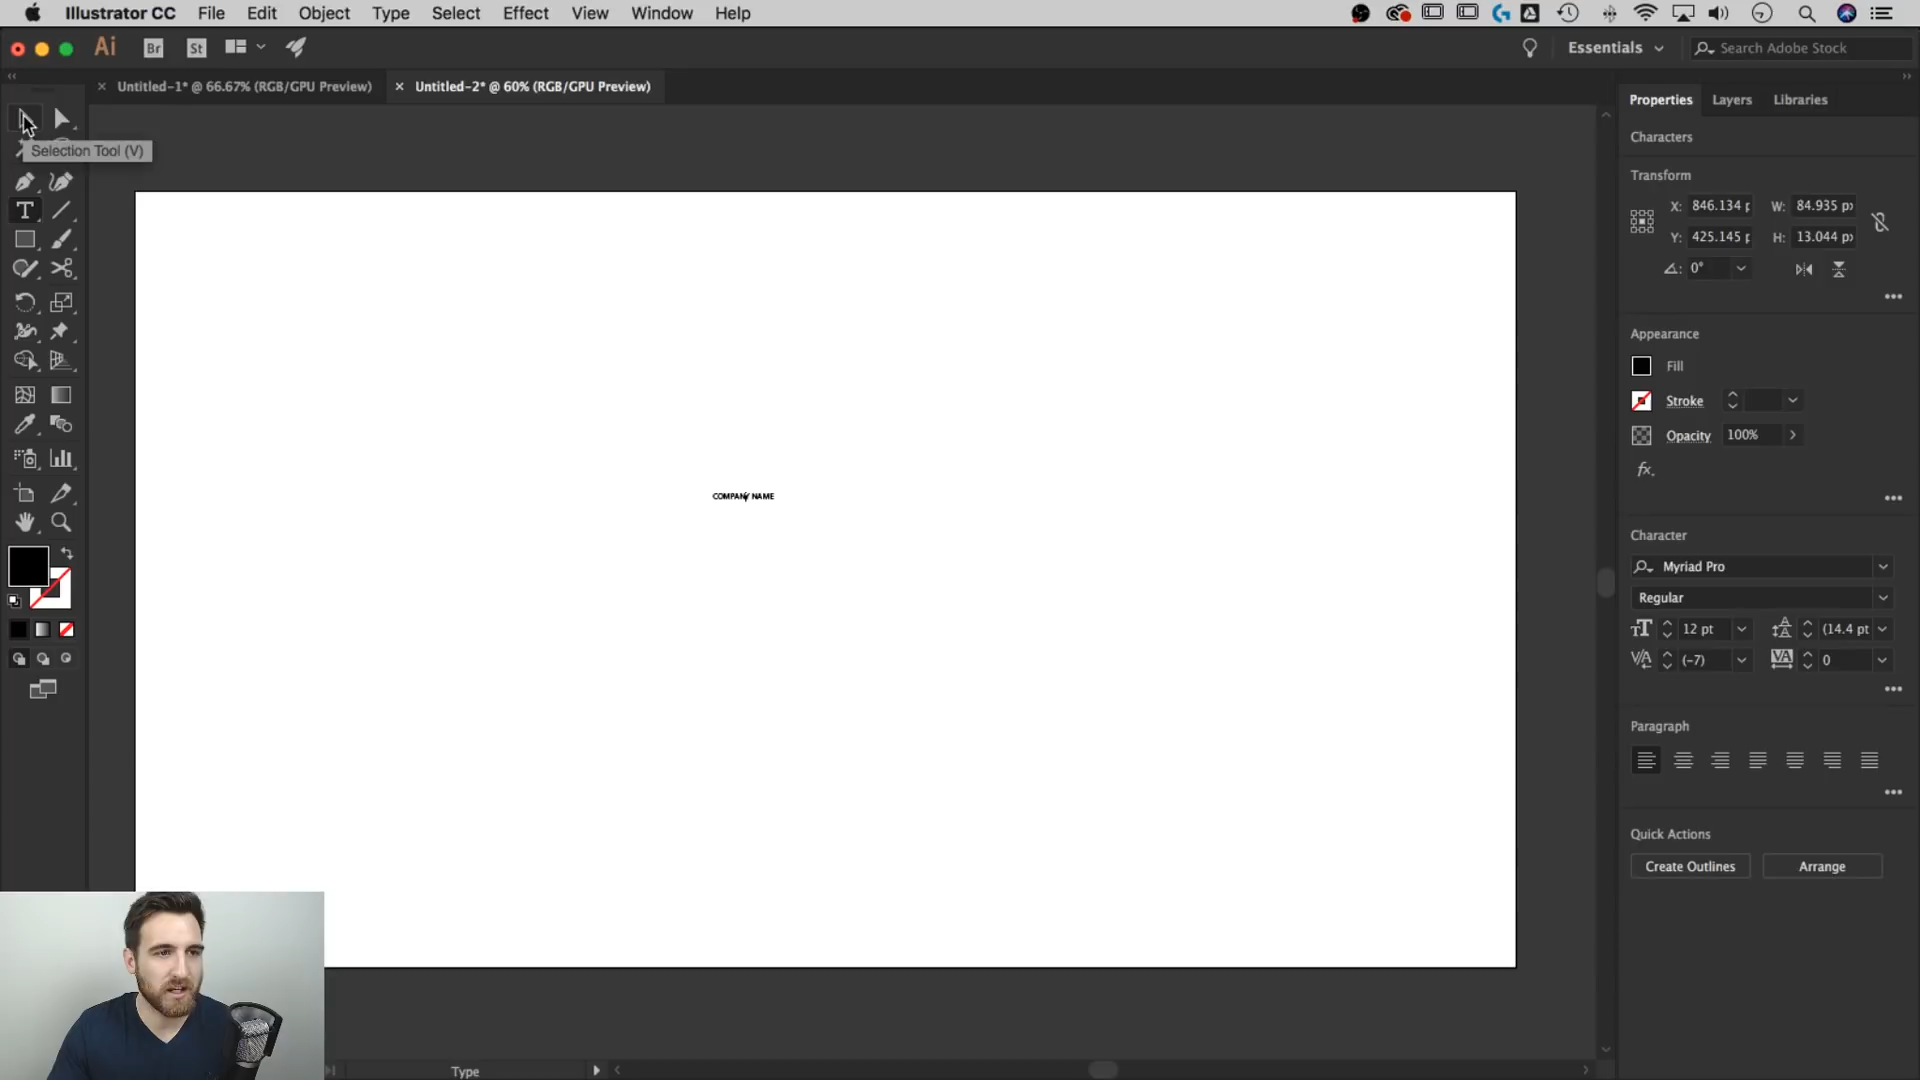 Illustrator CC File Edit Object Type Select Effect View Window Help
Ai Br St Essentials Search Adobe Stock
Untitled-1* @ 66.67% (RGB/GPU Preview) Untitled-2* @ 60% (RGB/GPU Preview)
Selection Tool (V)
COMPANY NAME
Type
Properties Layers Libraries
Characters
Transform
X: 846.134 p W: 84.935 px
Y: 425.145 p H: 13.044 px
0°
Appearance
Fill
Stroke
Opacity 100%
fx.
Character
Myriad Pro
Regular
12 pt (14.4 pt
(-7) 0
Paragraph
Quick Actions
Create Outlines Arrange